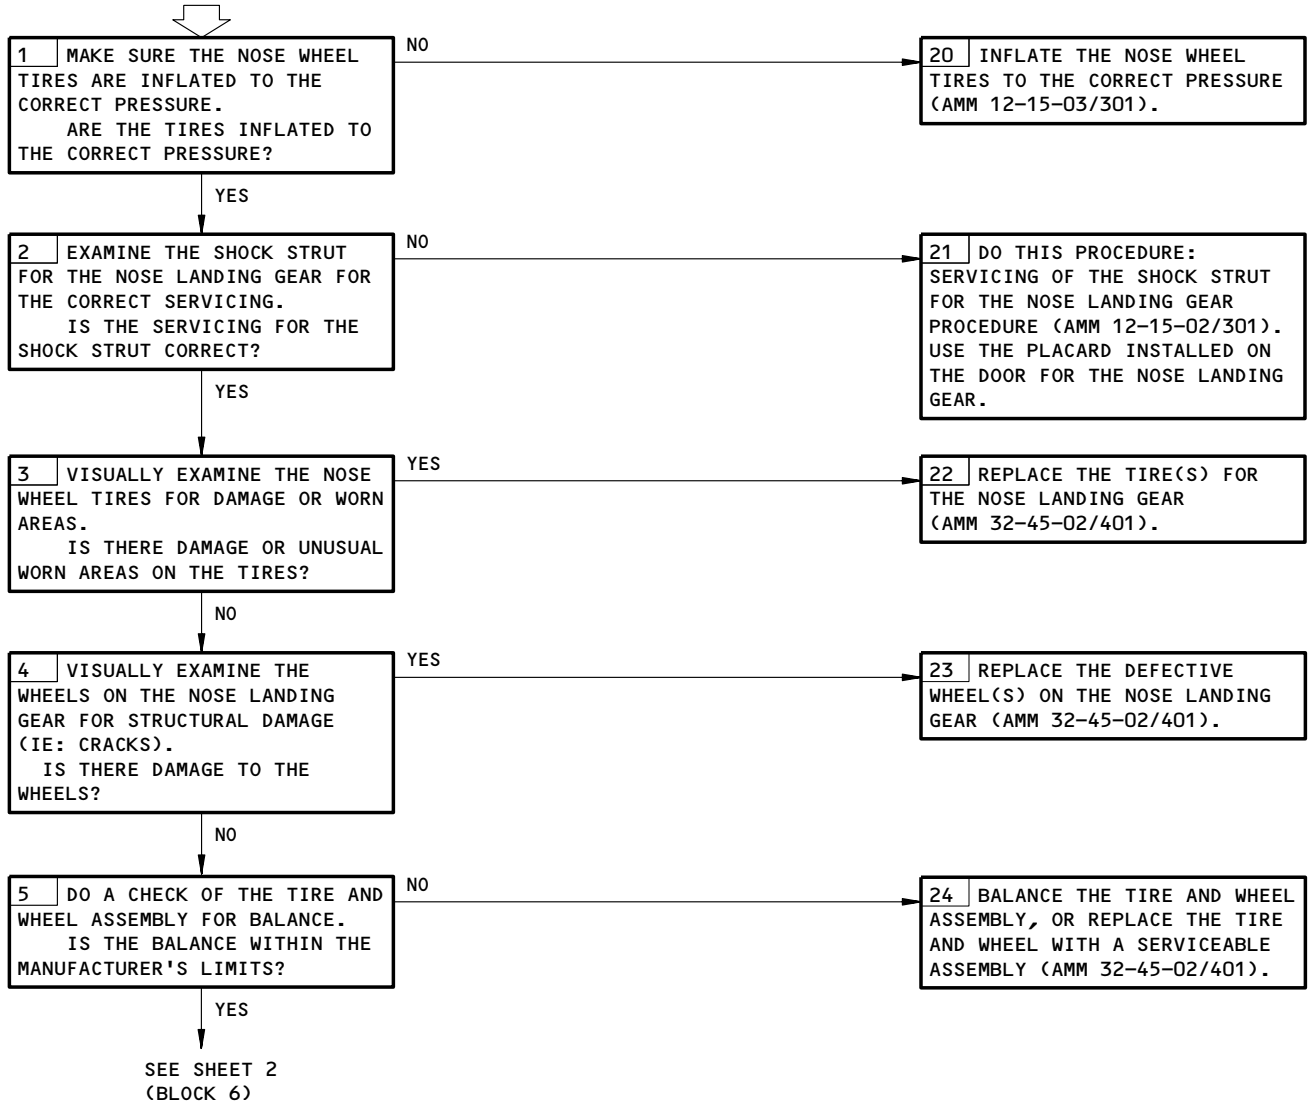 1 MAKE SURE THE NOSE WHEEL
TIRES ARE INFLATED TO THE
CORRECT PRESSURE.
ARE THE TIRES INFLATED TO
THE CORRECT PRESSURE?
NO
20 INFLATE THE NOSE WHEEL
TIRES TO THE CORRECT PRESSURE
(AMM 12-15-03/301).
YES
2 EXAMINE THE SHOCK STRUT
FOR THE NOSE LANDING GEAR FOR
THE CORRECT SERVICING.
IS THE SERVICING FOR THE
SHOCK STRUT CORRECT?
NO
21 DO THIS PROCEDURE:
SERVICING OF THE SHOCK STRUT
FOR THE NOSE LANDING GEAR
PROCEDURE (AMM 12-15-02/301).
USE THE PLACARD INSTALLED ON
THE DOOR FOR THE NOSE LANDING
GEAR.
YES
3 VISUALLY EXAMINE THE NOSE
WHEEL TIRES FOR DAMAGE OR WORN
AREAS.
IS THERE DAMAGE OR UNUSUAL
WORN AREAS ON THE TIRES?
YES
22 REPLACE THE TIRE(S) FOR
THE NOSE LANDING GEAR
(AMM 32-45-02/401).
NO
4 VISUALLY EXAMINE THE
WHEELS ON THE NOSE LANDING
GEAR FOR STRUCTURAL DAMAGE
(IE: CRACKS).
IS THERE DAMAGE TO THE
WHEELS?
YES
23 REPLACE THE DEFECTIVE
WHEEL(S) ON THE NOSE LANDING
GEAR (AMM 32-45-02/401).
NO
5 DO A CHECK OF THE TIRE AND
WHEEL ASSEMBLY FOR BALANCE.
IS THE BALANCE WITHIN THE
MANUFACTURER'S LIMITS?
NO
24 BALANCE THE TIRE AND WHEEL
ASSEMBLY, OR REPLACE THE TIRE
AND WHEEL WITH A SERVICEABLE
ASSEMBLY (AMM 32-45-02/401).
YES
SEE SHEET 2
(BLOCK 6)